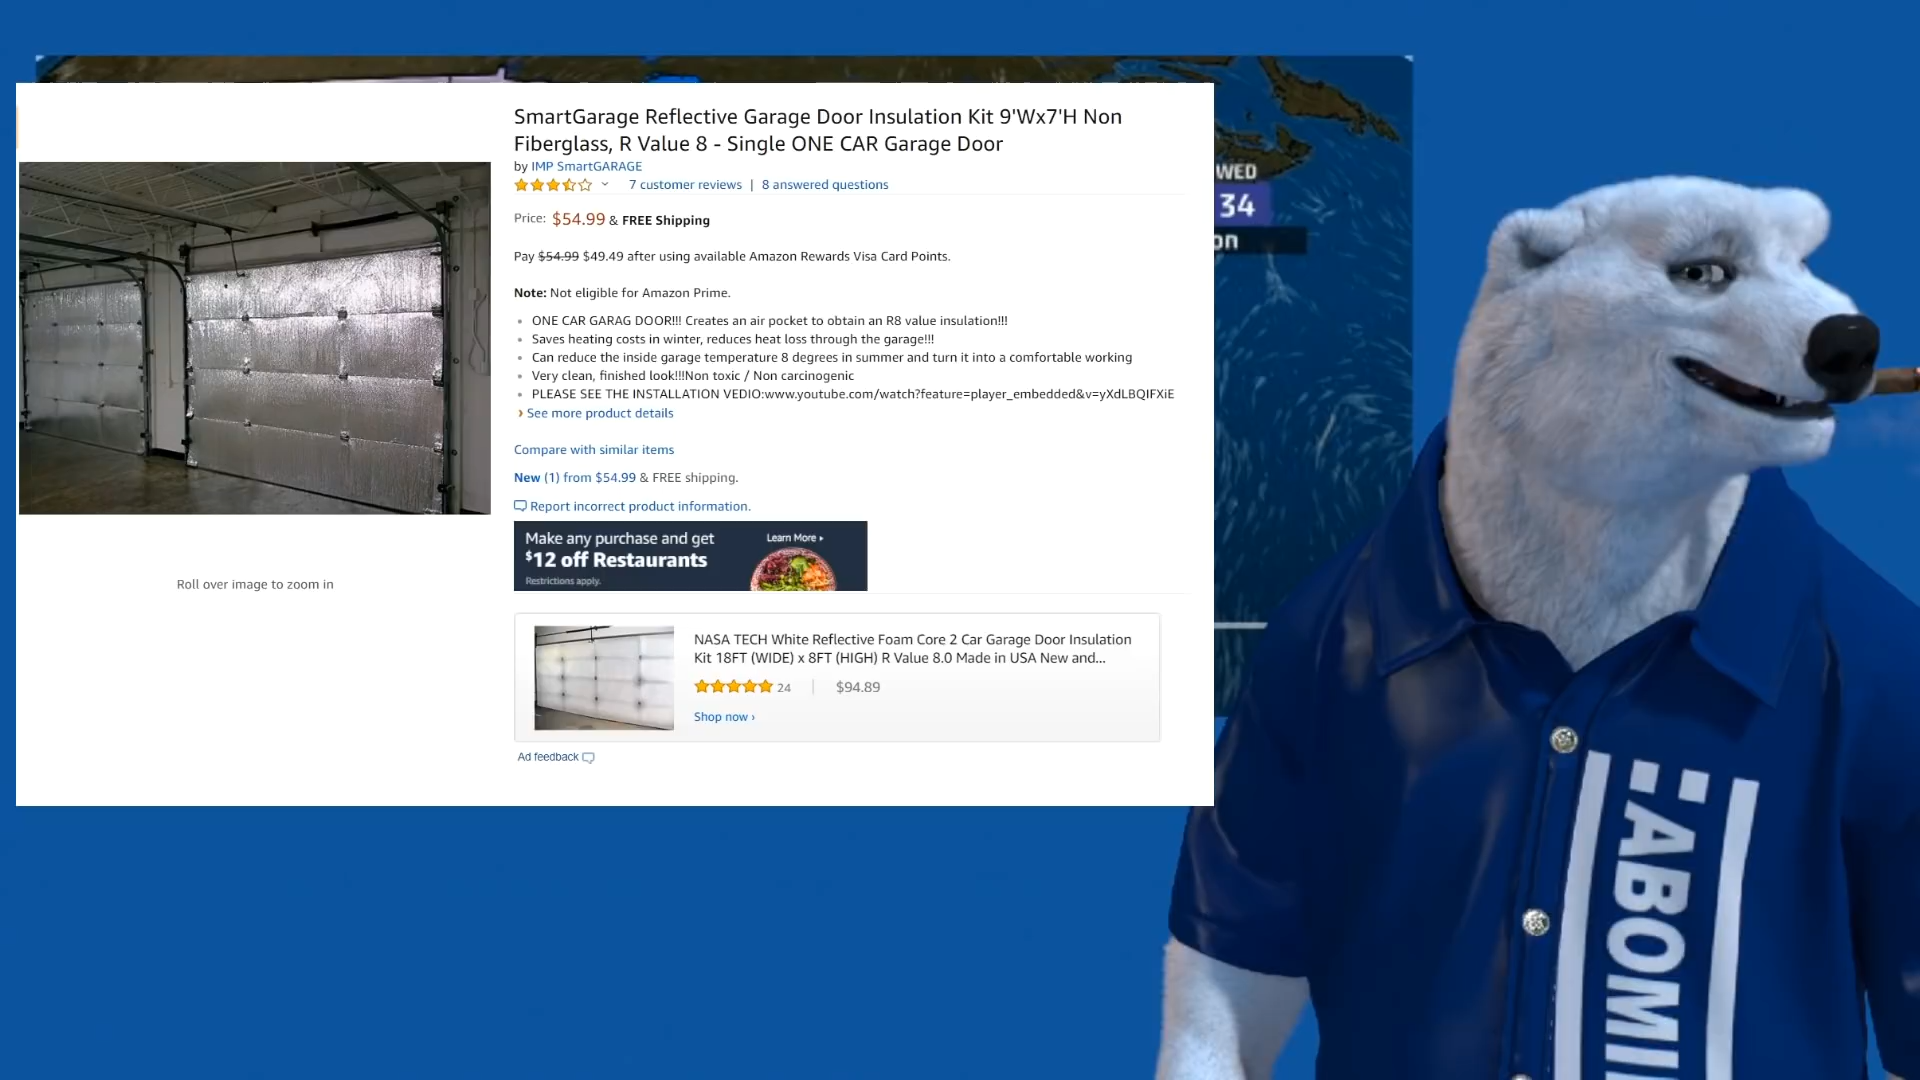 SmartGarage Reflective Garage Door Insulation Kit 9'Wx7'H Non
Fiberglass, R Value 8 - Single ONE CAR Garage Door
by IMP SmartGARAGE
7 customer reviews | 8 answered questions
Price: $54.99 & FREE Shipping
Pay $54.99 $49.49 after using available Amazon Rewards Visa Card Points.
Note: Not eligible for Amazon Prime.
• ONE CAR GARAG DOOR!!! Creates an air pocket to obtain an R8 value insulation!!!
• Saves heating costs in winter, reduces heat loss through the garage!!!
• Can reduce the inside garage temperature 8 degrees in summer and turn it into a comfortable working
• Very clean, finished look!!!Non toxic / Non carcinogenic
• PLEASE SEE THE INSTALLATION VEDIO:www.youtube.com/watch?feature=player_embedded&v=yXdLBQIFXiE
› See more product details
Compare with similar items
New (1) from $54.99 & FREE shipping.
Report incorrect product information.
Make any purchase and get
$12 off Restaurants
Restrictions apply.
Learn More ▸
Roll over image to zoom in
NASA TECH White Reflective Foam Core 2 Car Garage Door Insulation
Kit 18FT (WIDE) x 8FT (HIGH) R Value 8.0 Made in USA New and...
24 | $94.89
Shop now ›
Ad feedback
WED
34
on
ABOMI